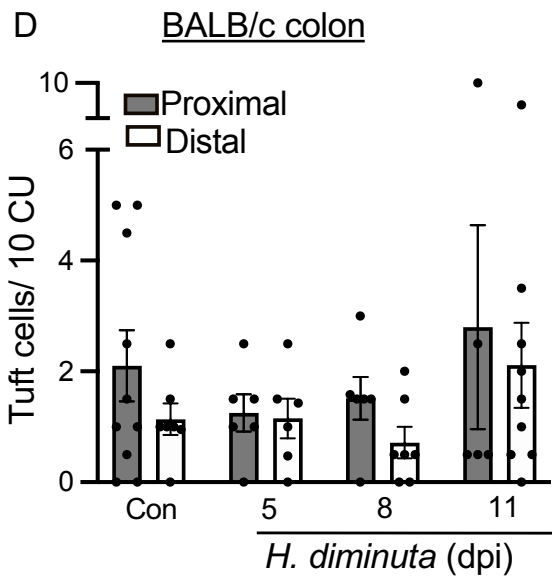 D
BALB/c colon
Proximal
Distal
Tuft cells/ 10 CU
10
6
4
2
0
Con 5 8 11
H. diminuta (dpi)